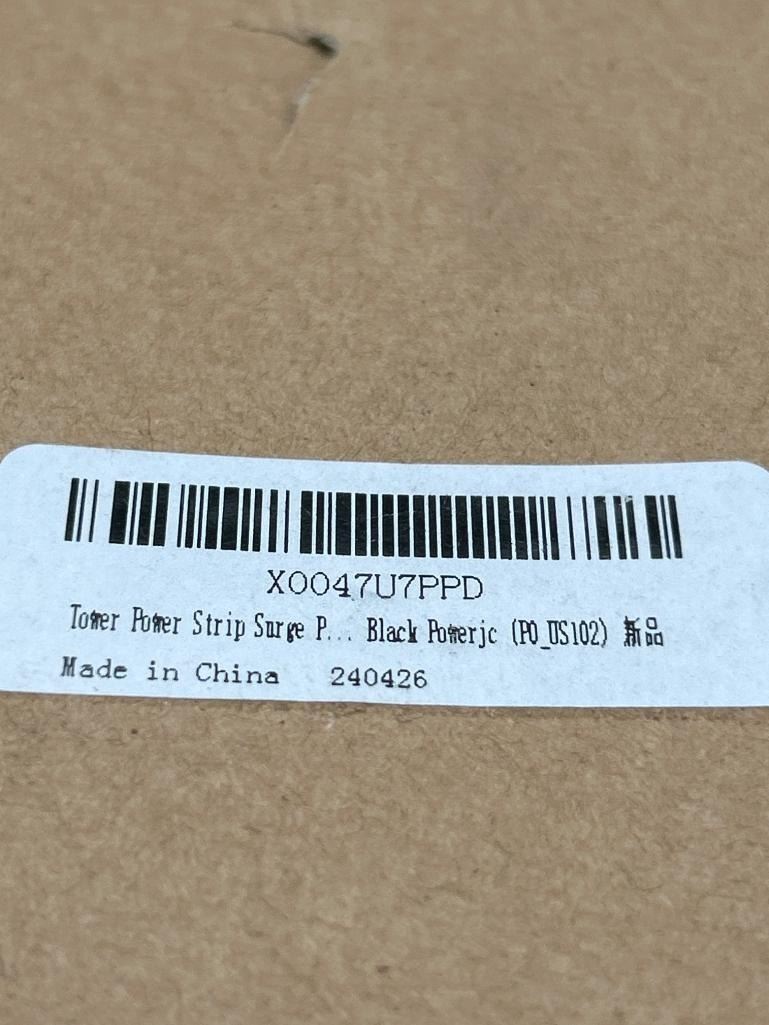 X0047U7PPD
Tower Power Strip Surge P... Black Powerjc (PO_US102) 新品
Made in China 240426